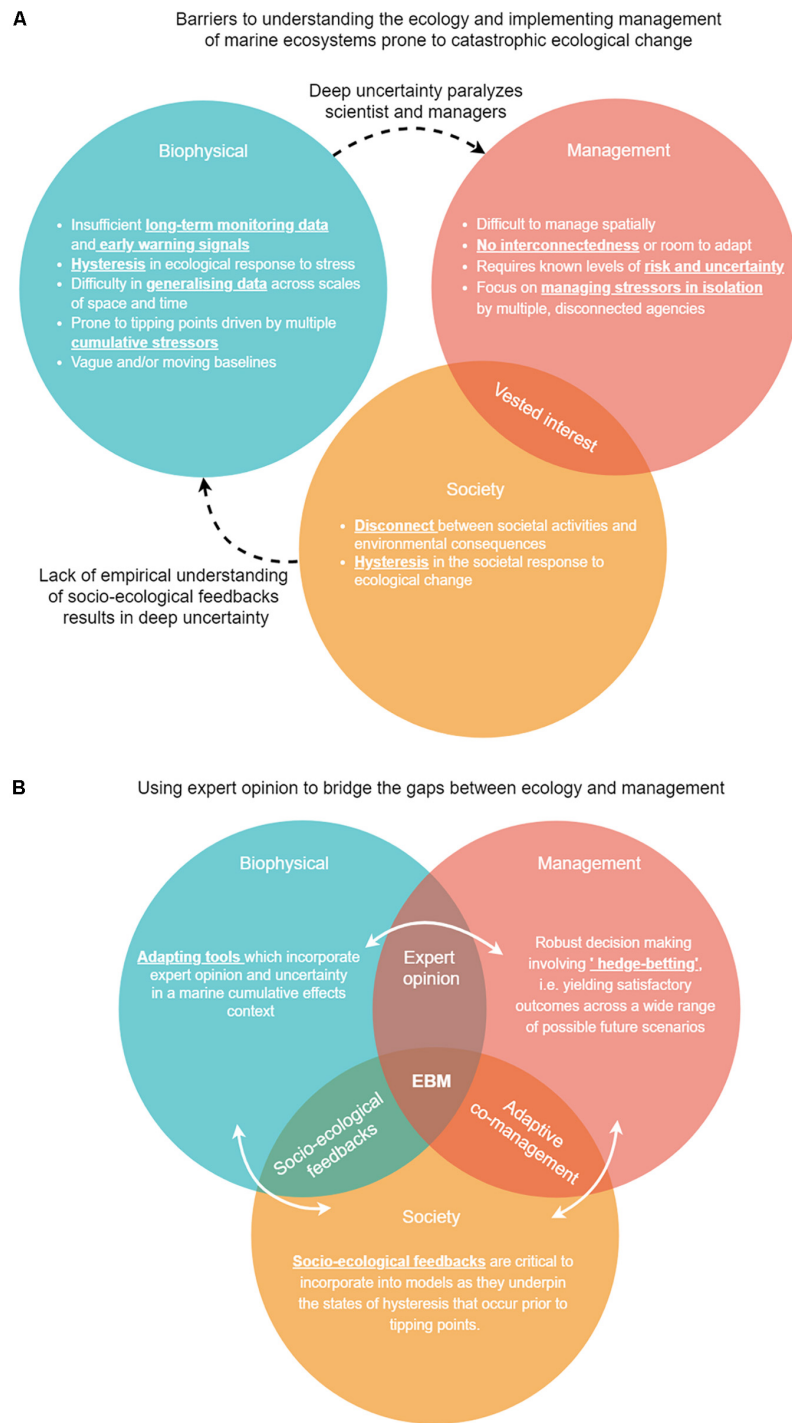 A
Barriers to understanding the ecology and implementing management
of marine ecosystems prone to catastrophic ecological change
Deep uncertainty paralyzes
scientist and managers
Biophysical
• Insufficient long-term monitoring data
and early warning signals
• Hysteresis in ecological response to stress
• Difficulty in generalising data across scales
of space and time
• Prone to tipping points driven by multiple
cumulative stressors
• Vague and/or moving baselines
Management
• Difficult to manage spatially
• No interconnectedness or room to adapt
• Requires known levels of risk and uncertainty
• Focus on managing stressors in isolation
by multiple, disconnected agencies
Vested interest
Society
• Disconnect between societal activities and
environmental consequences
• Hysteresis in the societal response to
ecological change
Lack of empirical understanding
of socio-ecological feedbacks
results in deep uncertainty
B
Using expert opinion to bridge the gaps between ecology and management
Biophysical
Adapting tools which incorporate
expert opinion and uncertainty
in a marine cumulative effects
context
Expert
opinion
Management
Robust decision making
involving ' hedge-betting',
i.e. yielding satisfactory
outcomes across a wide range
of possible future scenarios
EBM
Socio-ecological
feedbacks
Adaptive
co-management
Society
Socio-ecological feedbacks are critical to
incorporate into models as they underpin
the states of hysteresis that occur prior to
tipping points.